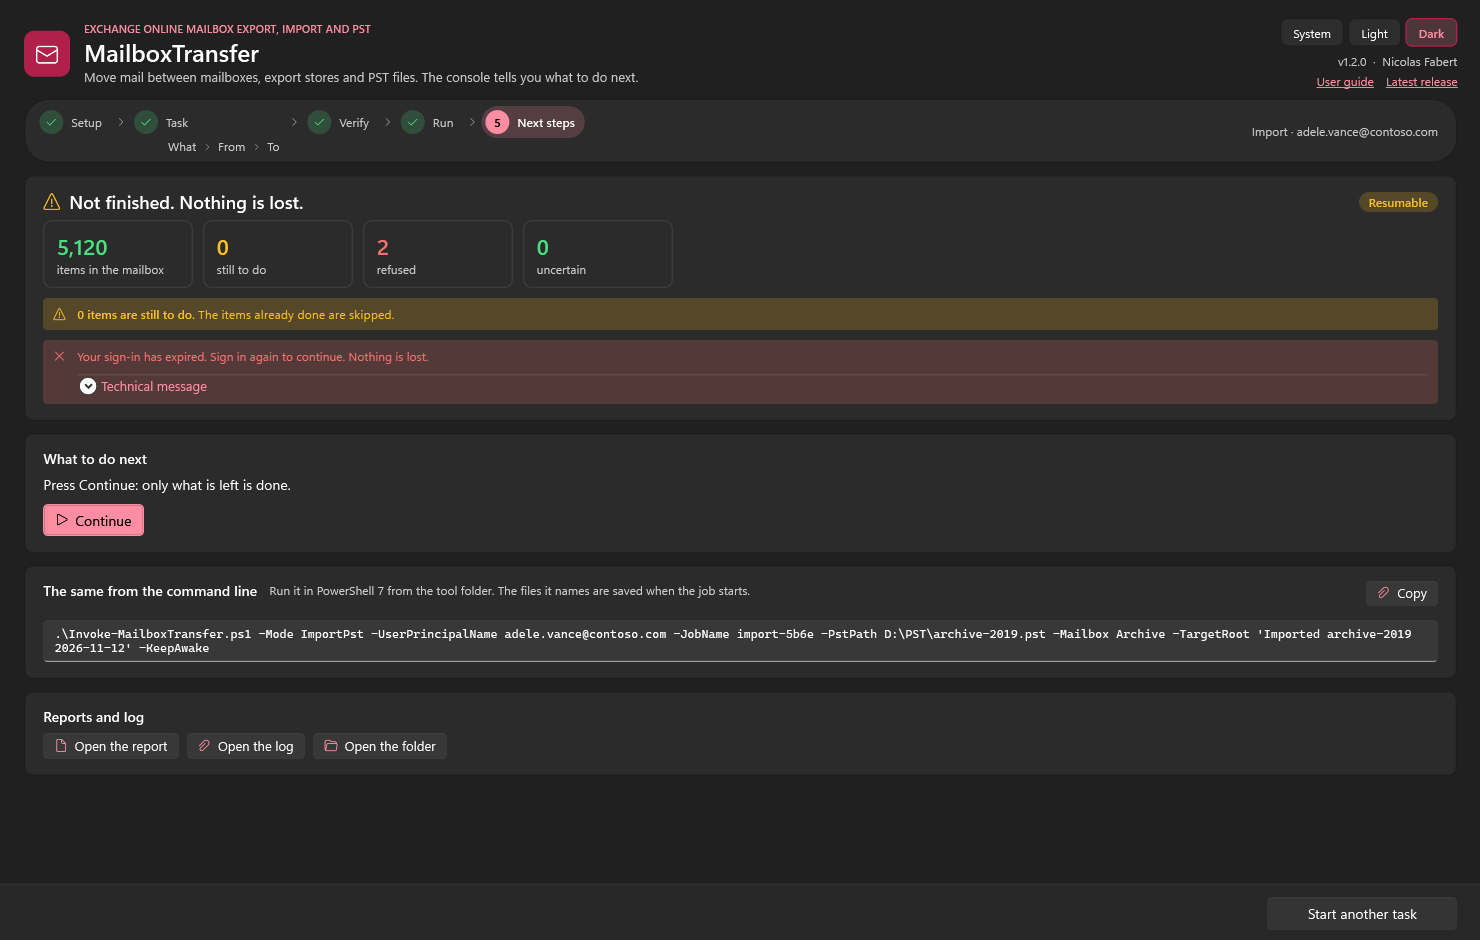 EXCHANGE ONLINE MAILBOX EXPORT, IMPORT AND PST
MailboxTransfer
Move mail between mailboxes, export stores and PST files. The console tells you what to do next.
System
Light
Dark
v1.2.0 · Nicolas Fabert
User guide
Latest release
Setup
Task
Verify
Run
5
Next steps
What
From
To
Import · adele.vance@contoso.com
Not finished. Nothing is lost.
Resumable
5,120
items in the mailbox
0
still to do
2
refused
0
uncertain
0 items are still to do. The items already done are skipped.
Your sign-in has expired. Sign in again to continue. Nothing is lost.
Technical message
What to do next
Press Continue: only what is left is done.
Continue
The same from the command line
Run it in PowerShell 7 from the tool folder. The files it names are saved when the job starts.
Copy
.\Invoke-MailboxTransfer.ps1 -Mode ImportPst -UserPrincipalName adele.vance@contoso.com -JobName import-5b6e -PstPath D:\PST\archive-2019.pst -Mailbox Archive -TargetRoot 'Imported archive-2019
2026-11-12' -KeepAwake
Reports and log
Open the report
Open the log
Open the folder
Start another task